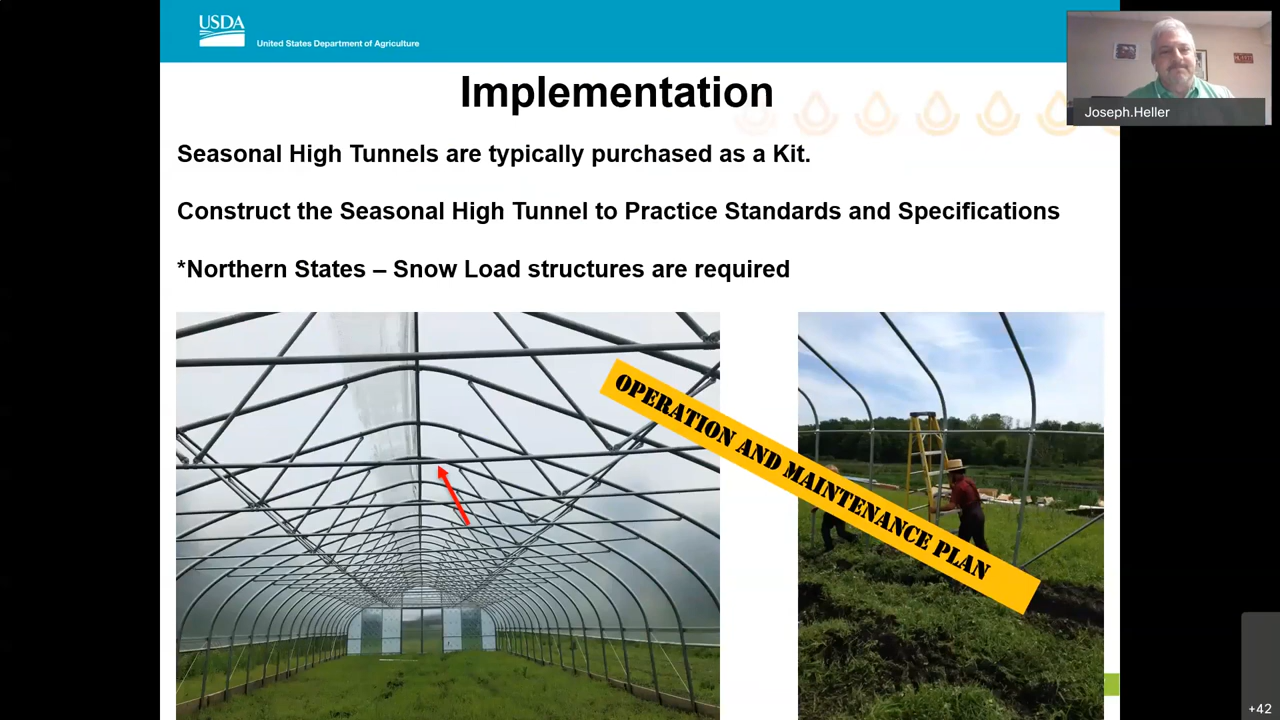 USDA
United States Department of Agriculture
Implementation
Joseph.Heller
Seasonal High Tunnels are typically purchased as a Kit.
Construct the Seasonal High Tunnel to Practice Standards and Specifications
*Northern States – Snow Load structures are required
OPERATION AND MAINTENANCE PLAN
+42